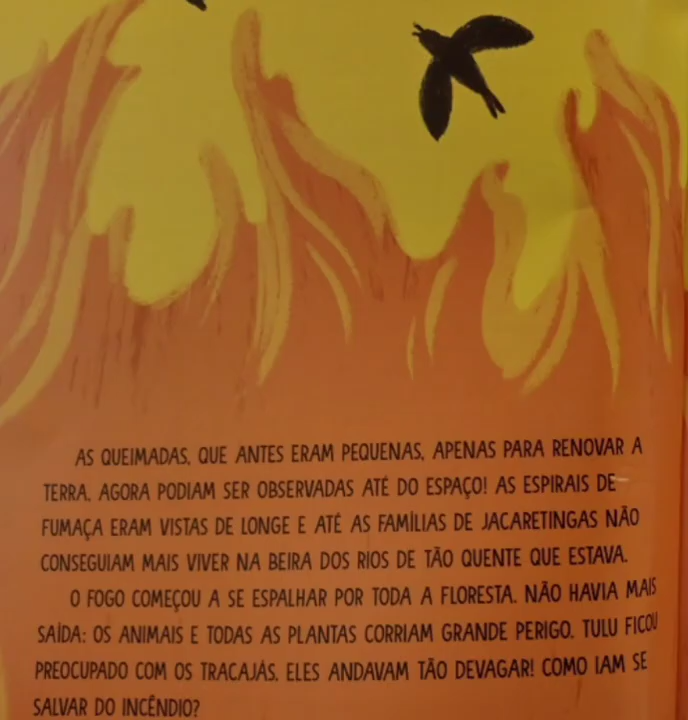 AS QUEIMADAS, QUE ANTES ERAM PEQUENAS, APENAS PARA RENOVAR A
TERRA, AGORA PODIAM SER OBSERVADAS ATÉ DO ESPAÇO! AS ESPIRAIS DE
FUMAÇA ERAM VISTAS DE LONGE E ATÉ AS FAMÍLIAS DE JACARETINGAS NÃO
CONSEGUIAM MAIS VIVER NA BEIRA DOS RIOS DE TÃO QUENTE QUE ESTAVA.
O FOGO COMEÇOU A SE ESPALHAR POR TODA A FLORESTA. NÃO HAVIA MAIS
SAÍDA: OS ANIMAIS E TODAS AS PLANTAS CORRIAM GRANDE PERIGO. TULU FICOU
PREOCUPADO COM OS TRACAJÁS. ELES ANDAVAM TÃO DEVAGAR! COMO IAM SE
SALVAR DO INCÊNDIO?